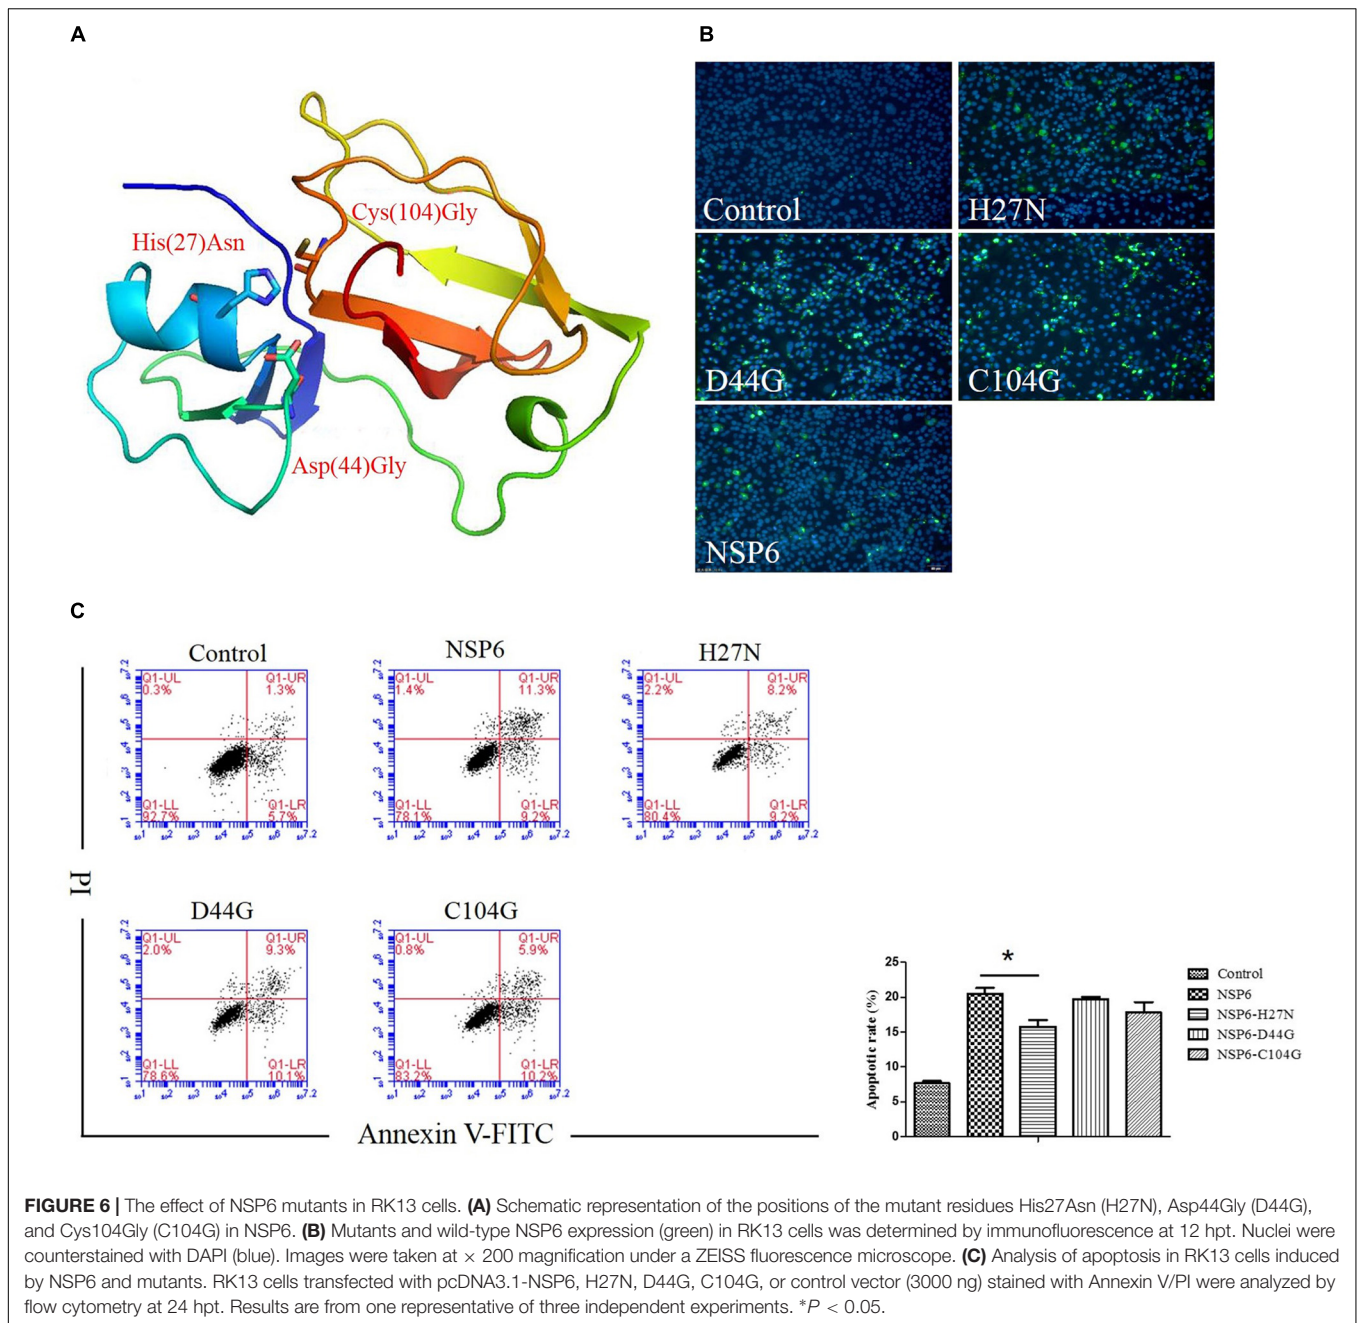 A
B
His(27)Asn
Cys(104)Gly
Asp(44)Gly
Control
H27N
D44G
C104G
NSP6
C
Control
NSP6
H27N
Q1-UL
0.3%
Q1-UR
1.3%
Q1-LL
92.7%
Q1-LR
5.7%
Q1-UL
1.4%
Q1-UR
11.3%
Q1-LL
78.1%
Q1-LR
9.2%
Q1-UL
2.2%
Q1-UR
8.2%
Q1-LL
80.4%
Q1-LR
9.2%
PI
D44G
C104G
Q1-UL
2.0%
Q1-UR
9.3%
Q1-LL
78.6%
Q1-LR
10.1%
Q1-UL
0.8%
Q1-UR
5.9%
Q1-LL
83.2%
Q1-LR
10.2%
Annexin V-FITC
Apoptotic rate (%)
25
20
15
10
5
0
*
Control
NSP6
NSP6-H27N
NSP6-D44G
NSP6-C104G
FIGURE 6 | The effect of NSP6 mutants in RK13 cells. (A) Schematic representation of the positions of the mutant residues His27Asn (H27N), Asp44Gly (D44G),
and Cys104Gly (C104G) in NSP6. (B) Mutants and wild-type NSP6 expression (green) in RK13 cells was determined by immunofluorescence at 12 hpt. Nuclei were
counterstained with DAPI (blue). Images were taken at × 200 magnification under a ZEISS fluorescence microscope. (C) Analysis of apoptosis in RK13 cells induced
by NSP6 and mutants. RK13 cells transfected with pcDNA3.1-NSP6, H27N, D44G, C104G, or control vector (3000 ng) stained with Annexin V/PI were analyzed by
flow cytometry at 24 hpt. Results are from one representative of three independent experiments. *P < 0.05.